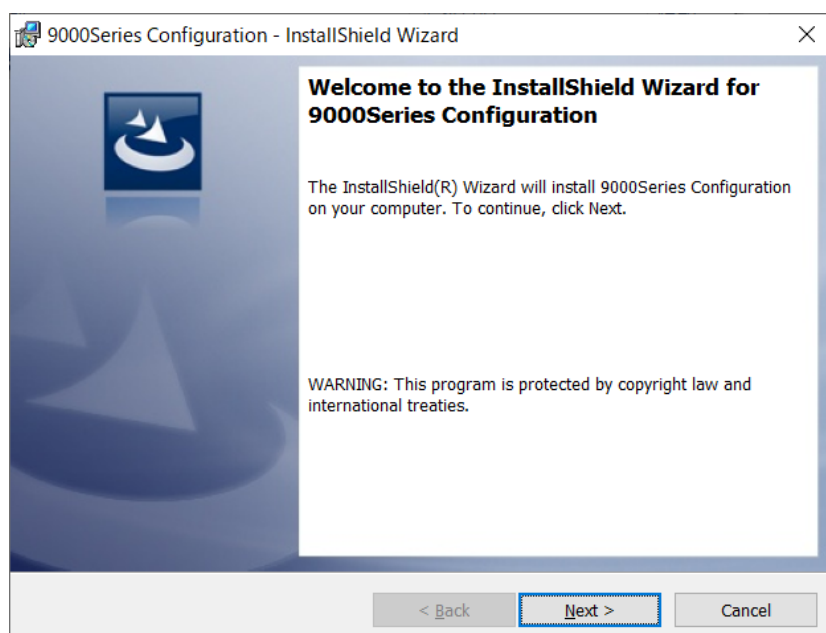 9000Series Configuration - InstallShield Wizard
Welcome to the InstallShield Wizard for
9000Series Configuration
The InstallShield(R) Wizard will install 9000Series Configuration
on your computer. To continue, click Next.
WARNING: This program is protected by copyright law and
international treaties.
< Back
Next >
Cancel